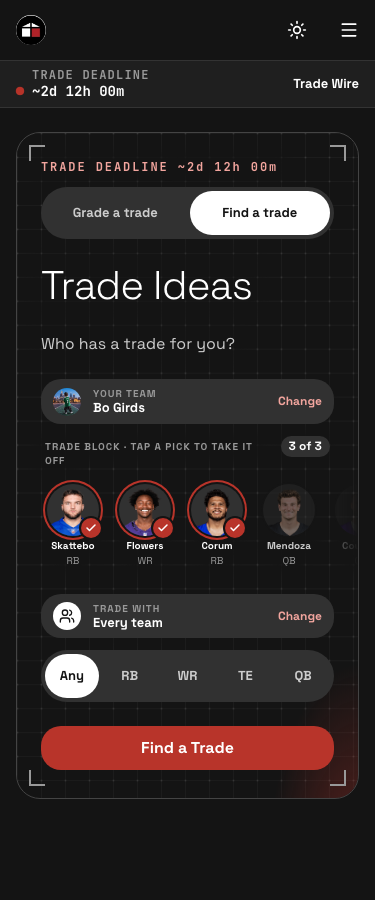 TRADE DEADLINE
~2d 12h 00m
Trade Wire
TRADE DEADLINE ~2d 12h 00m
Grade a trade
Find a trade
Trade Ideas
Who has a trade for you?
YOUR TEAM
Bo Girds
Change
TRADE BLOCK · TAP A PICK TO TAKE IT
OFF
3 of 3
Skattebo
RB
Flowers
WR
Corum
RB
Mendoza
QB
Co
TRADE WITH
Every team
Change
Any
RB
WR
TE
QB
Find a Trade